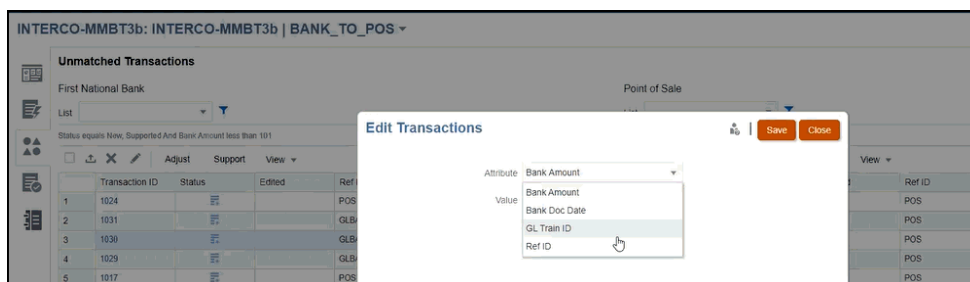 INTERCO-MMBT3b: INTERCO-MMBT3b | BANK_TO_POS
Unmatched Transactions
First National Bank
Point of Sale
List
Status equals New, Supported And Bank Amount less than 101
Edit Transactions
Save Close
Adjust Support View
View
Attribute Bank Amount
Value
Bank Amount
Bank Doc Date
GL Train ID
Ref ID
Transaction ID Status Edited Ref ID
1 1024 POS POS
2 1031 GLB POS
3 1030 GLB POS
4 1029 GLB POS
5 1017 POS POS